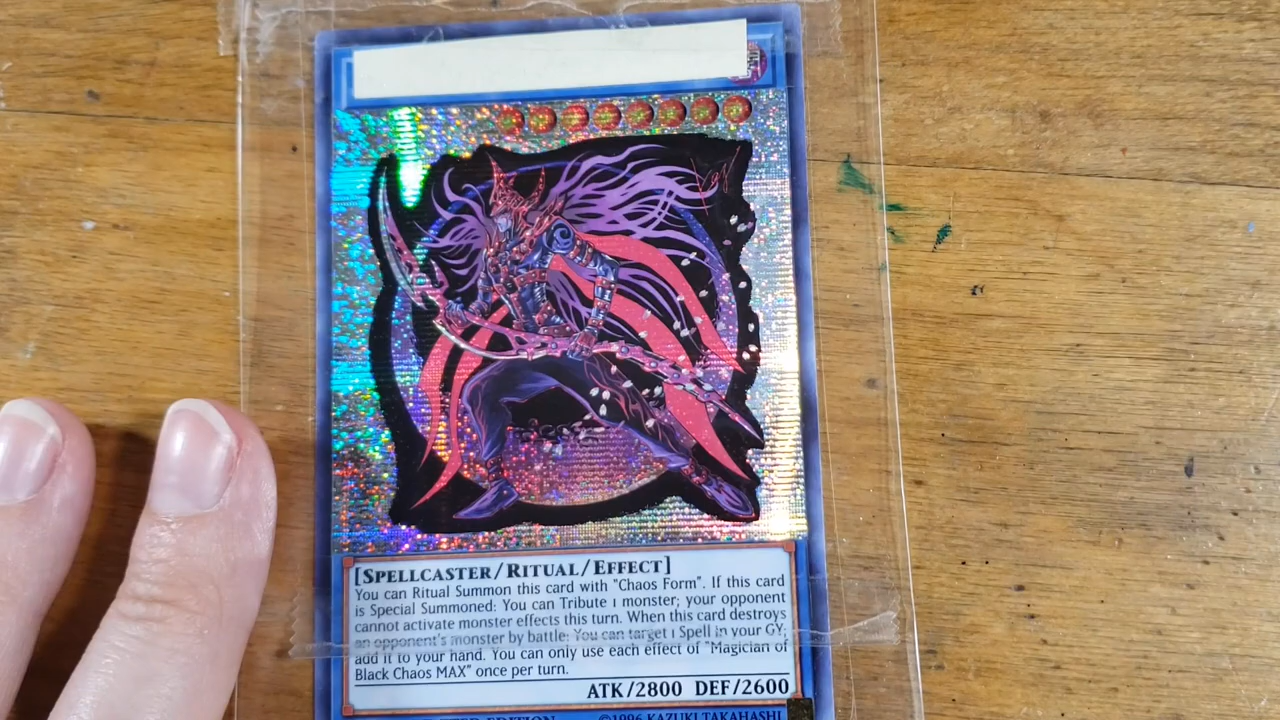 [SPELLCASTER/RITUAL/EFFECT]
You can Ritual Summon this card with "Chaos Form". If this card
is Special Summoned: You can Tribute 1 monster; your opponent
cannot activate monster effects this turn. When this card destroys
an opponent's monster by battle: You can target 1 Spell in your GY;
add it to your hand. You can only use each effect of "Magician of
Black Chaos MAX" once per turn.
ATK/2800 DEF/2600
EDITION ©1996 KAZUKI TAKAHASHI